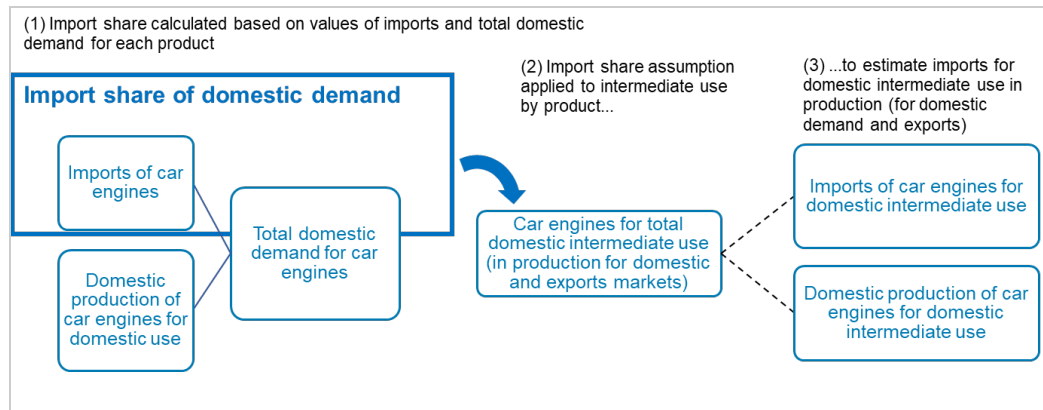 (1) Import share calculated based on values of imports and total domestic
demand for each product
(2) Import share assumption
applied to intermediate use
by product...
(3) ...to estimate imports for
domestic intermediate use in
production (for domestic
demand and exports)
Import share of domestic demand
Imports of car
engines
Total domestic
demand for car
engines
Domestic
production of
car engines for
domestic use
Car engines for total
domestic intermediate use
(in production for domestic
and exports markets)
Imports of car engines for
domestic intermediate use
Domestic production of car
engines for domestic
intermediate use